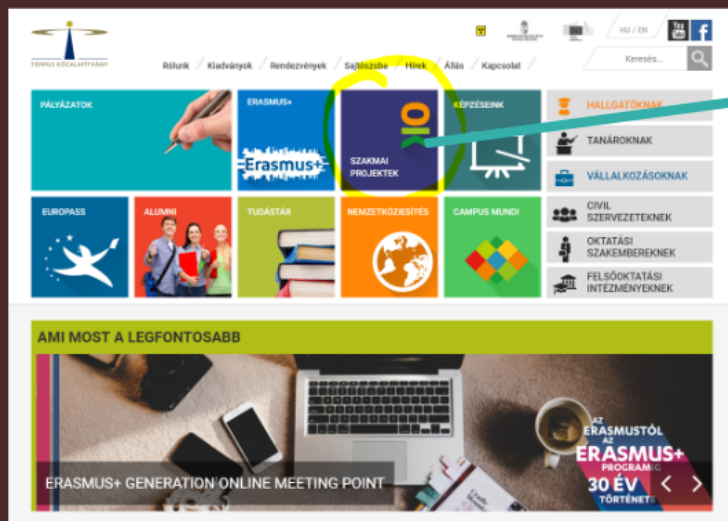 HU / EN
You
Tube
f
TEMPUS KÖZALAPÍTVÁNY
Rólunk / Kiadványok / Rendezvények / Sajtószoba / Hírek / Állás / Kapcsolat /
Keresés...
PÁLYÁZATOK
ERASMUS+
Erasmus+
SZAKMAI
PROJEKTEK
KÉPZÉSEINK
HALLGATÓKNAK
TANÁROKNAK
VÁLLALKOZÁSOKNAK
EUROPASS
ALUMNI
TUDÁSTÁR
NEMZETKÖZIESÍTÉS
CAMPUS MUNDI
CIVIL
SZERVEZETEKNEK
OKTATÁSI
SZAKEMBEREKNEK
FELSŐOKTATÁSI
INTÉZMÉNYEKNEK
AMI MOST A LEGFONTOSABB
AZ
ERASMUSTÓL
AZ
ERASMUS+
PROGRAMIG
30 ÉV
TÖRTÉNETE
ERASMUS+ GENERATION ONLINE MEETING POINT